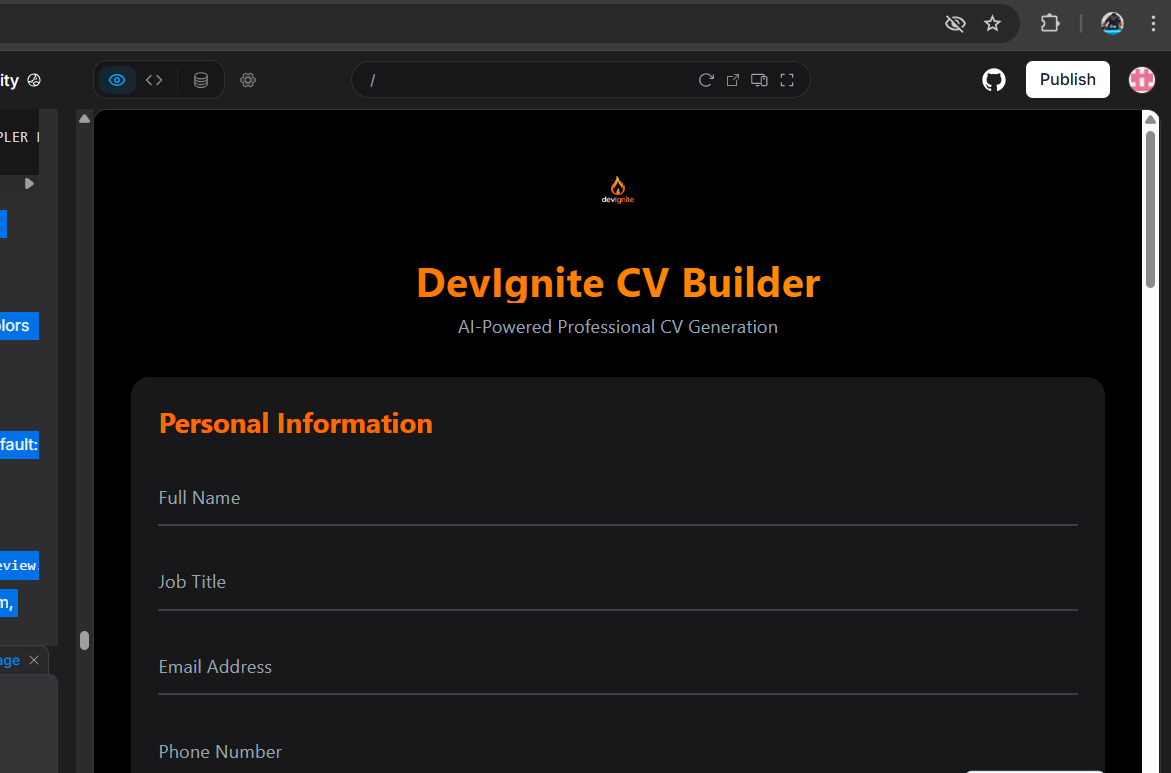 ity
/
Publish
PLER
lors
fault:
eview.
m,
age
devIgnite
DevIgnite CV Builder
AI-Powered Professional CV Generation
Personal Information
Full Name
Job Title
Email Address
Phone Number